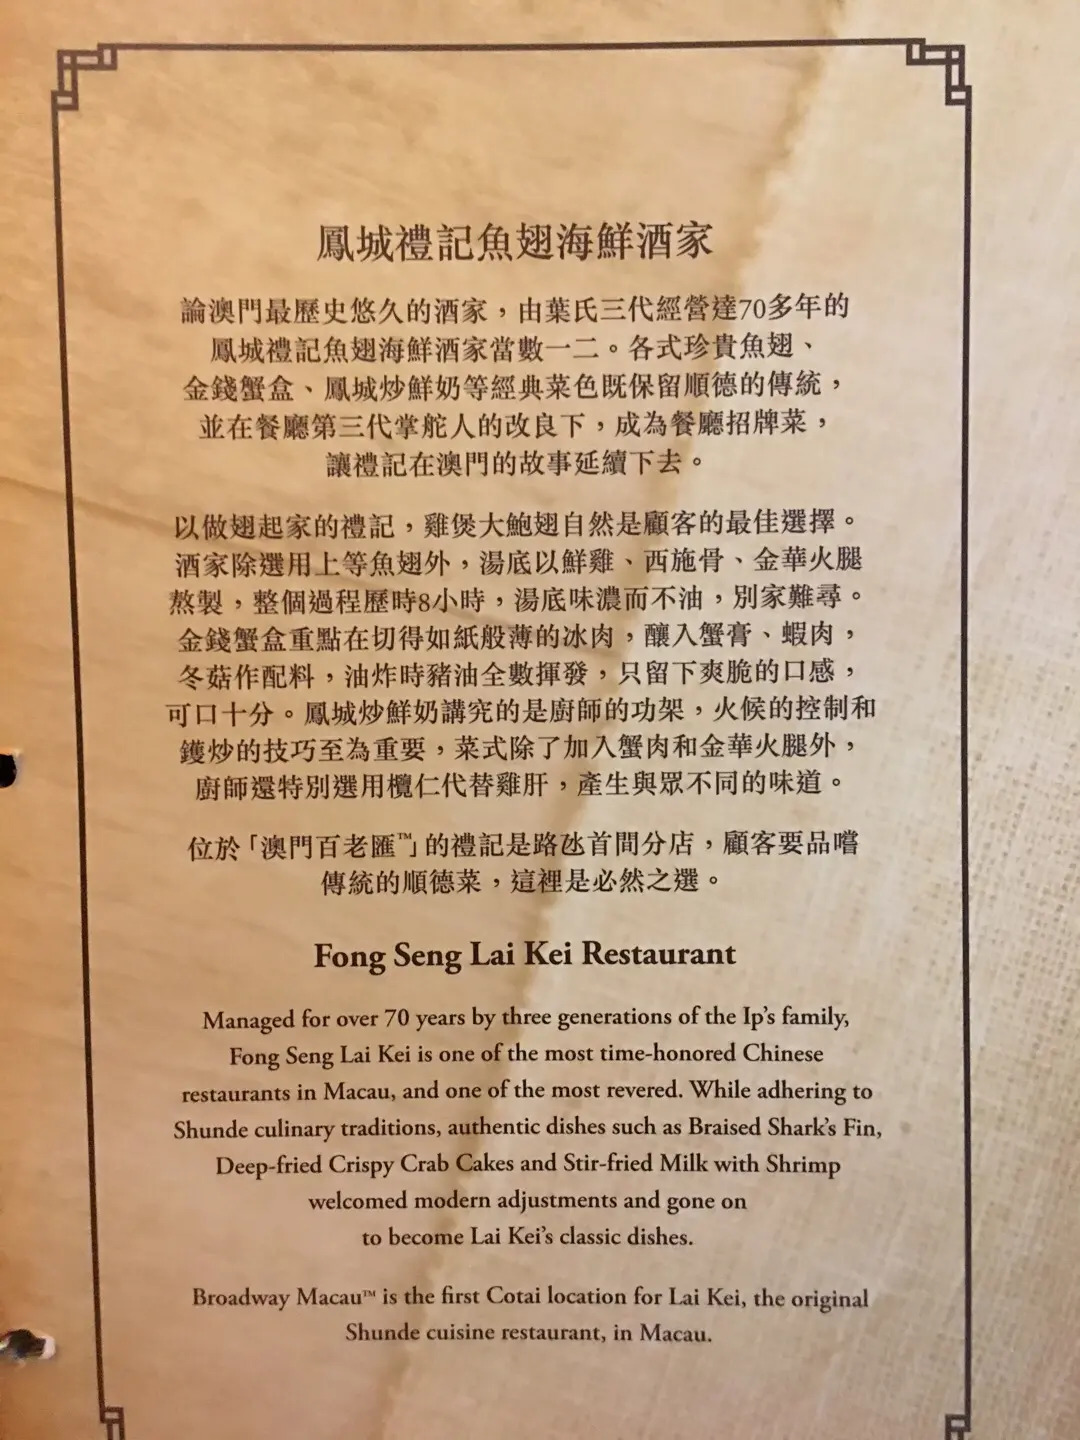 鳳城禮記魚翅海鮮酒家
論澳門最歷史悠久的酒家，由葉氏三代經營達70多年的
鳳城禮記魚翅海鮮酒家當數一二。各式珍貴魚翅、
金錢蟹盒、鳳城炒鮮奶等經典菜色既保留順德的傳統，
並在餐廳第三代掌舵人的改良下，成為餐廳招牌菜，
讓禮記在澳門的故事延續下去。
以做翅起家的禮記，雞煲大鮑翅自然是顧客的最佳選擇。
酒家除選用上等魚翅外，湯底以鮮雞、西施骨、金華火腿
熬製，整個過程歷時8小時，湯底味濃而不油，別家難尋。
金錢蟹盒重點在切得如紙般薄的冰肉，釀入蟹膏、蝦肉，
冬菇作配料，油炸時豬油全數揮發，只留下爽脆的口感，
可口十分。鳳城炒鮮奶講究的是廚師的功架，火候的控制和
鑊炒的技巧至為重要，菜式除了加入蟹肉和金華火腿外，
廚師還特別選用欖仁代替雞肝，產生與眾不同的味道。
位於「澳門百老匯™」的禮記是路氹首間分店，顧客要品嚐
傳統的順德菜，這裡是必然之選。
Fong Seng Lai Kei Restaurant
Managed for over 70 years by three generations of the Ip's family,
Fong Seng Lai Kei is one of the most time-honored Chinese
restaurants in Macau, and one of the most revered. While adhering to
Shunde culinary traditions, authentic dishes such as Braised Shark's Fin,
Deep-fried Crispy Crab Cakes and Stir-fried Milk with Shrimp
welcomed modern adjustments and gone on
to become Lai Kei's classic dishes.
Broadway Macau™ is the first Cotai location for Lai Kei, the original
Shunde cuisine restaurant, in Macau.